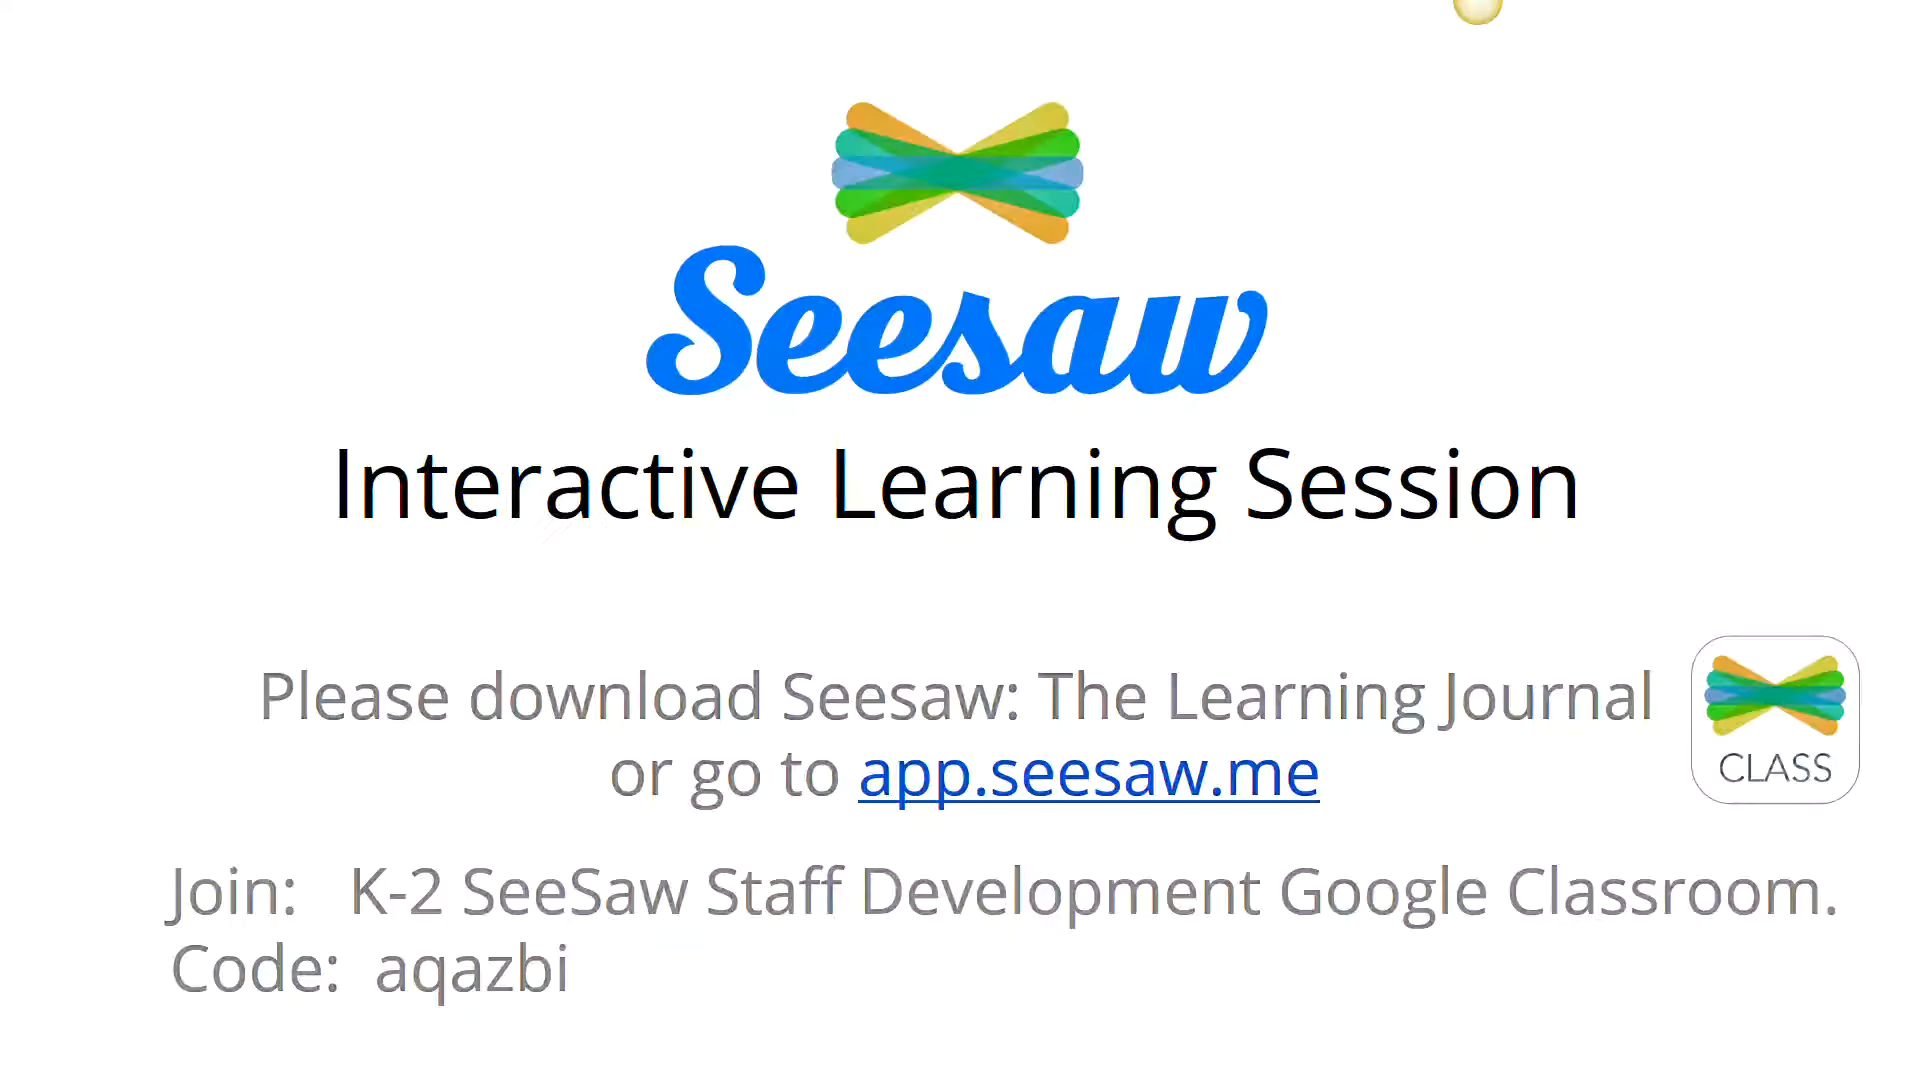 Seesaw
Interactive Learning Session
Please download Seesaw: The Learning Journal
or go to app.seesaw.me
CLASS
Join: K-2 SeeSaw Staff Development Google Classroom.
Code: aqazbi